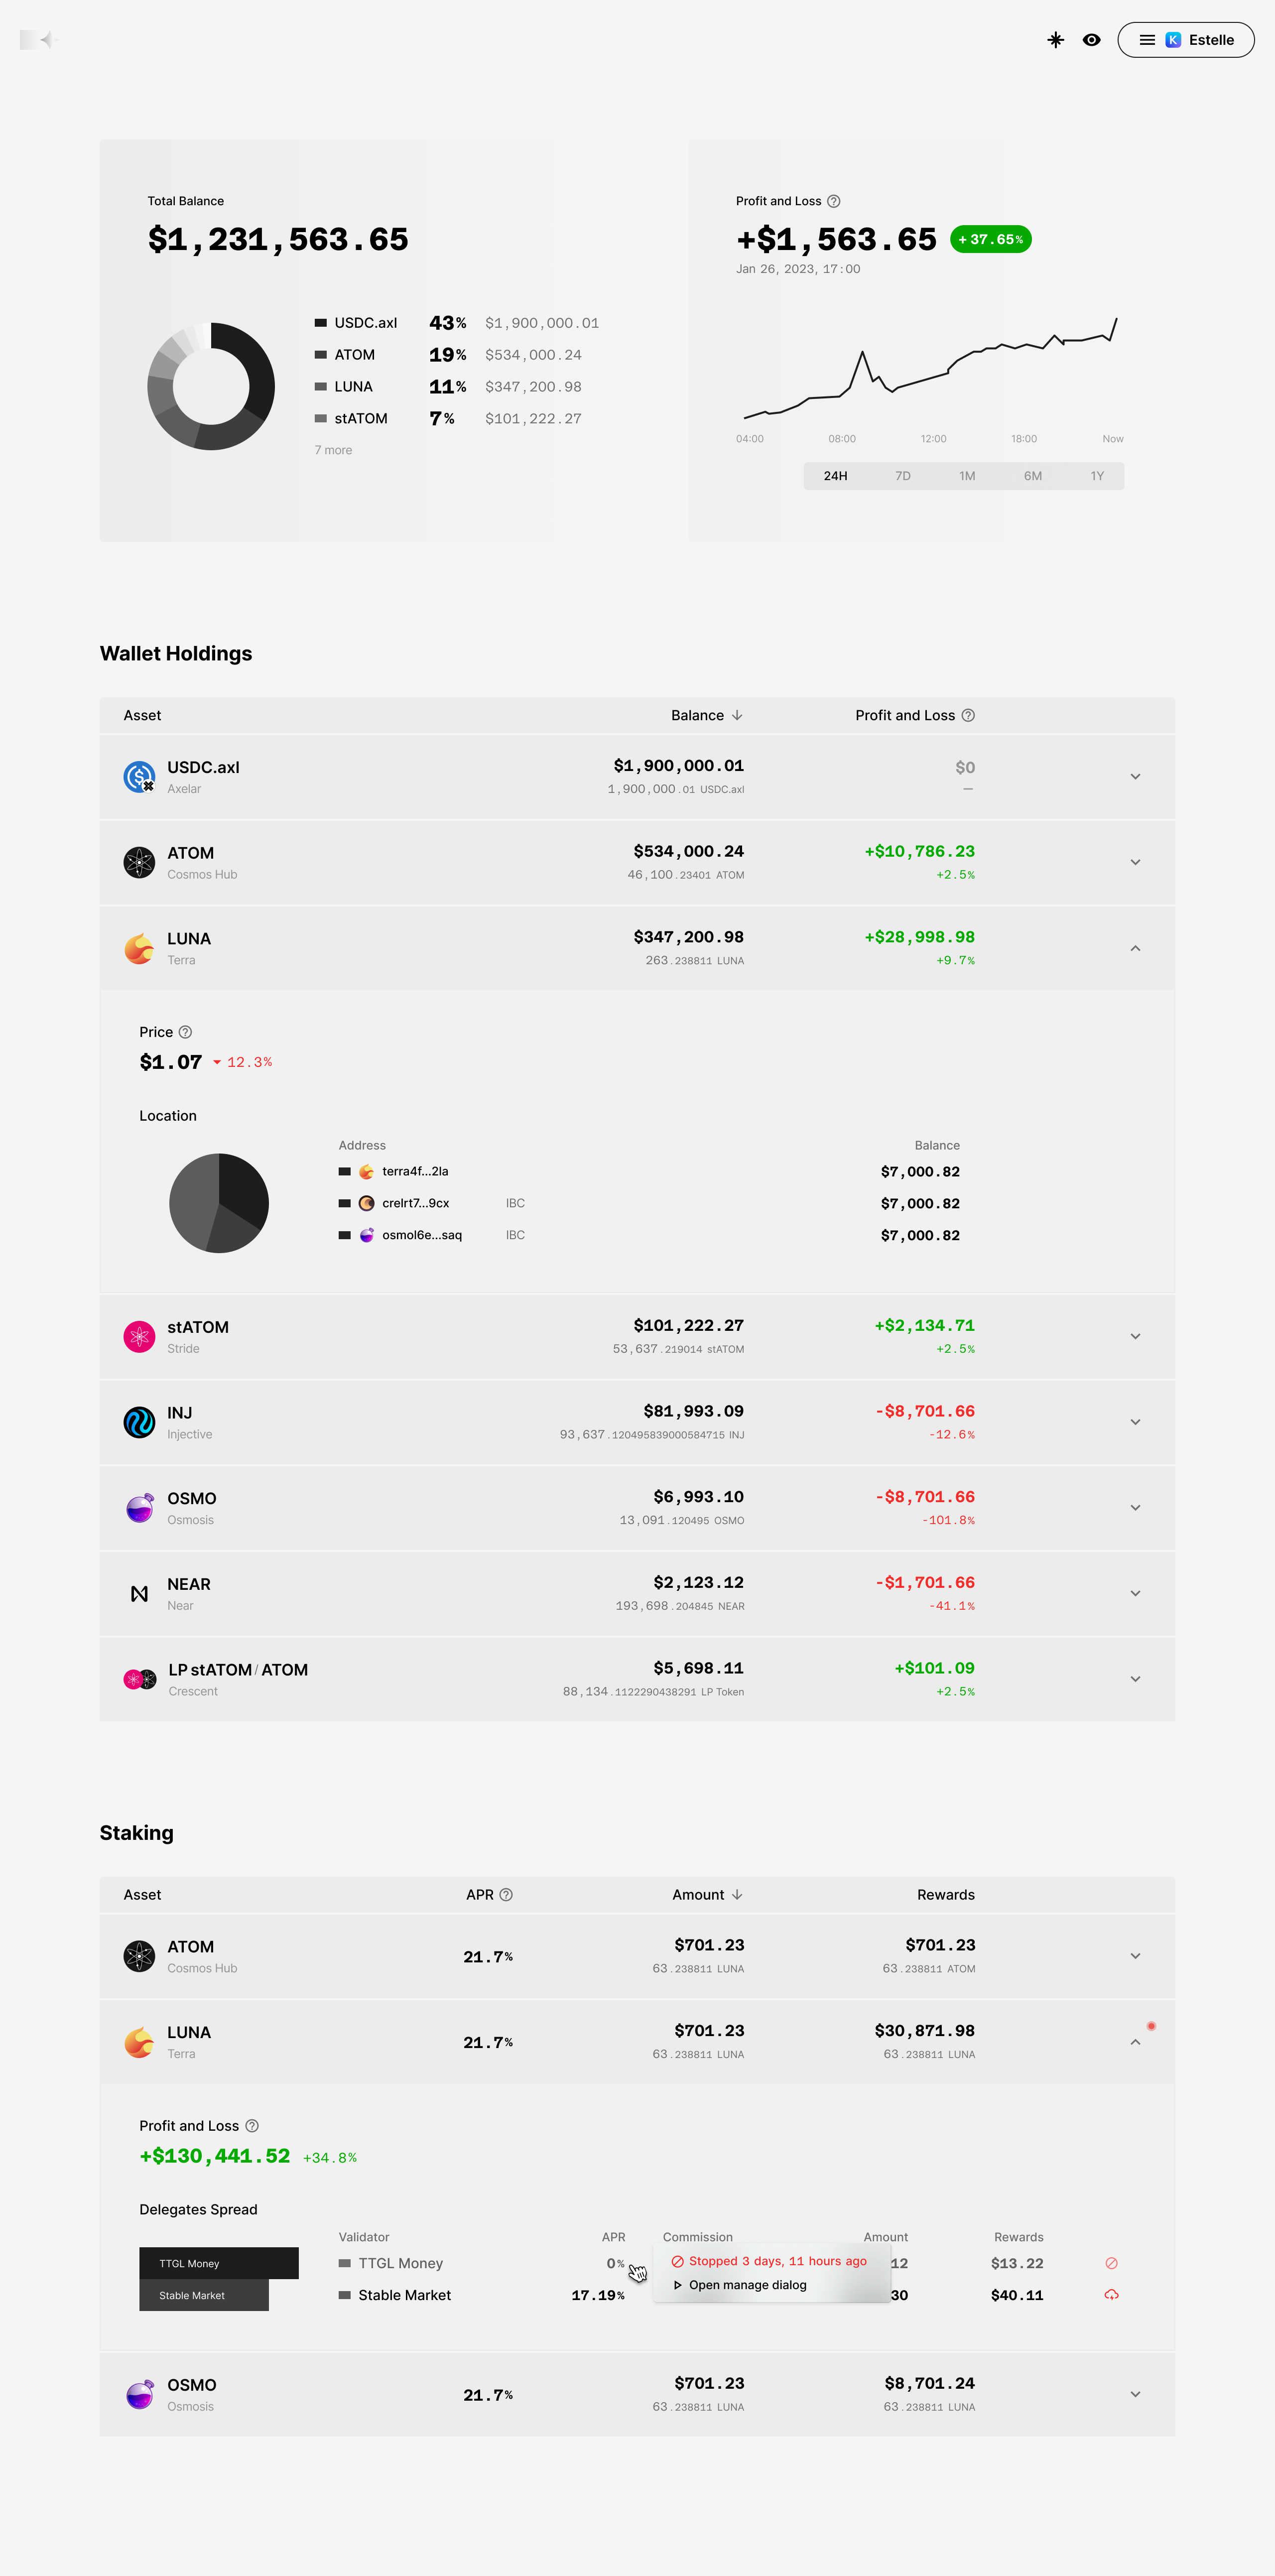 K Estelle
Total Balance
$1,231,563.65
USDC.axl 43% $1,900,000.01
ATOM 19% $534,000.24
LUNA 11% $347,200.98
stATOM 7% $101,222.27
7 more
Profit and Loss ?
+$1,563.65 +37.65%
Jan 26, 2023, 17:00
04:00 08:00 12:00 18:00 Now
24H 7D 1M 6M 1Y
Wallet Holdings
Asset Balance ↓ Profit and Loss ?
USDC.axl $1,900,000.01 $0
Axelar 1,900,000.01 USDC.axl —
ATOM $534,000.24 +$10,786.23
Cosmos Hub 46,100.23401 ATOM +2.5%
LUNA $347,200.98 +$28,998.98
Terra 263.238811 LUNA +9.7%
Price ?
$1.07 12.3%
Location
Address Balance
terra4f...2la $7,000.82
crelrt7...9cx IBC $7,000.82
osmol6e...saq IBC $7,000.82
stATOM $101,222.27 +$2,134.71
Stride 53,637.219014 stATOM +2.5%
INJ $81,993.09 -$8,701.66
Injective 93,637.120495839000584715 INJ -12.6%
OSMO $6,993.10 -$8,701.66
Osmosis 13,091.120495 OSMO -101.8%
NEAR $2,123.12 -$1,701.66
Near 193,698.204845 NEAR -41.1%
LP stATOM / ATOM $5,698.11 +$101.09
Crescent 88,134.1122290438291 LP Token +2.5%
Staking
Asset APR ? Amount ↓ Rewards
ATOM 21.7% $701.23 $701.23
Cosmos Hub 63.238811 LUNA 63.238811 ATOM
LUNA 21.7% $701.23 $30,871.98
Terra 63.238811 LUNA 63.238811 LUNA
Profit and Loss ?
+$130,441.52 +34.8%
Delegates Spread
Validator APR Commission Amount Rewards
TTGL Money TTGL Money 0% Stopped 3 days, 11 hours ago 12 $13.22
Stable Market Stable Market 17.19% Open manage dialog 30 $40.11
OSMO 21.7% $701.23 $8,701.24
Osmosis 63.238811 LUNA 63.238811 LUNA